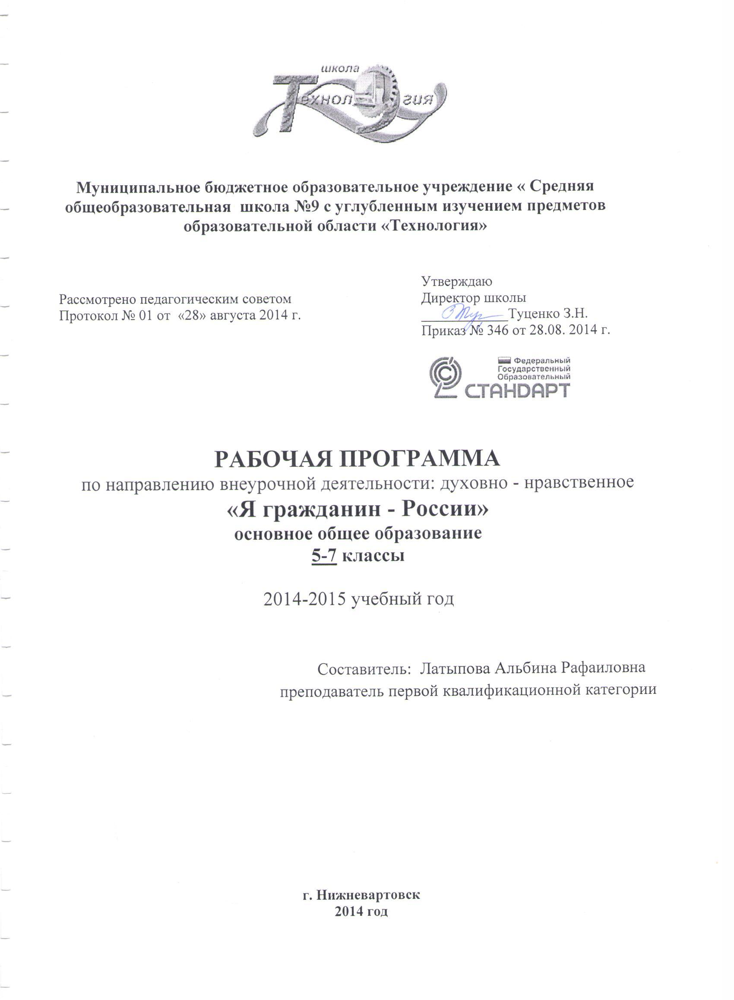 школа
Технология
Муниципальное бюджетное образовательное учреждение « Средняя
общеобразовательная школа №9 с углубленным изучением предметов
образовательной области «Технология»
Рассмотрено педагогическим советом
Протокол № 01 от «28» августа 2014 г.
Утверждаю
Директор школы
Туценко З.Н.
Приказ № 346 от 28.08. 2014 г.
Федеральный
Государственный
Образовательный
СТАНДАРТ
РАБОЧАЯ ПРОГРАММА
по направлению внеурочной деятельности: духовно - нравственное
«Я гражданин - России»
основное общее образование
5-7 классы
2014-2015 учебный год
Составитель: Латыпова Альбина Рафаиловна
преподаватель первой квалификационной категории
г. Нижневартовск
2014 год